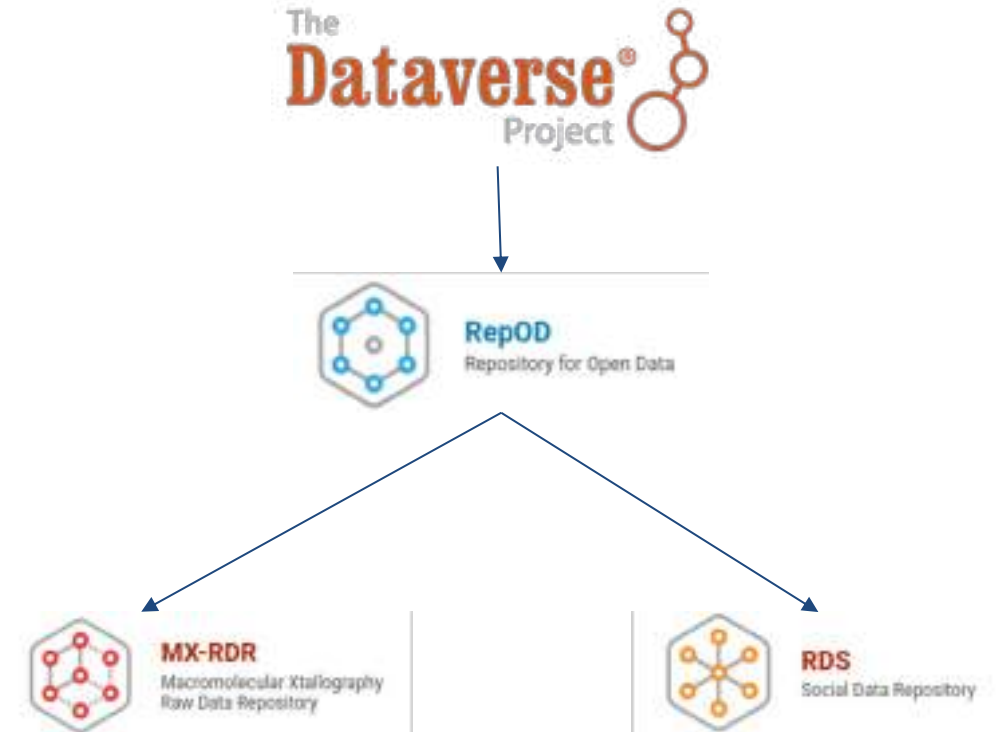 The
Dataverse®
Project
RepOD
Repository for Open Data
MX-RDR
Macromolecular Xtallography
Raw Data Repository
RDS
Social Data Repository